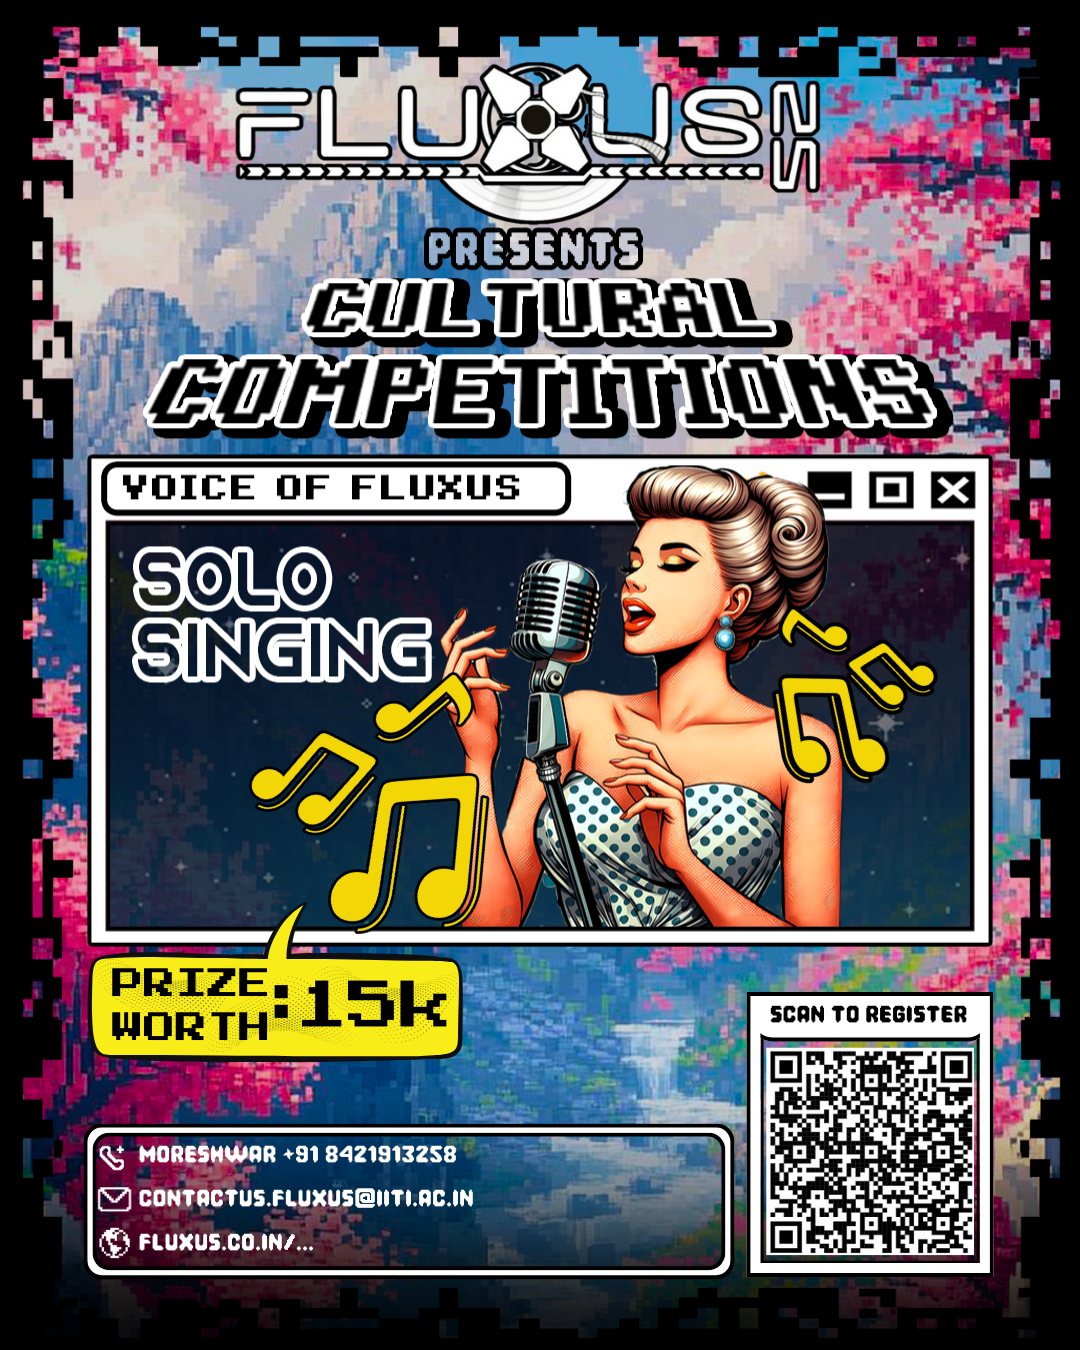 FLUXUS 25
PRESENTS
CULTURAL
COMPETITIONS
VOICE OF FLUXUS
SOLO
SINGING
PRIZE
WORTH :15k
SCAN TO REGISTER
MORESHWAR +91 8421913258
CONTACTUS.FLUXUS@IITI.AC.IN
FLUXUS.CO.IN/...